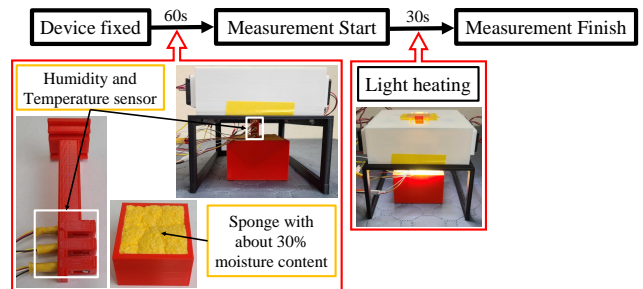 Device fixed
60s
Measurement Start
30s
Measurement Finish
Humidity and
Temperature sensor
Light heating
Sponge with
about 30%
moisture content